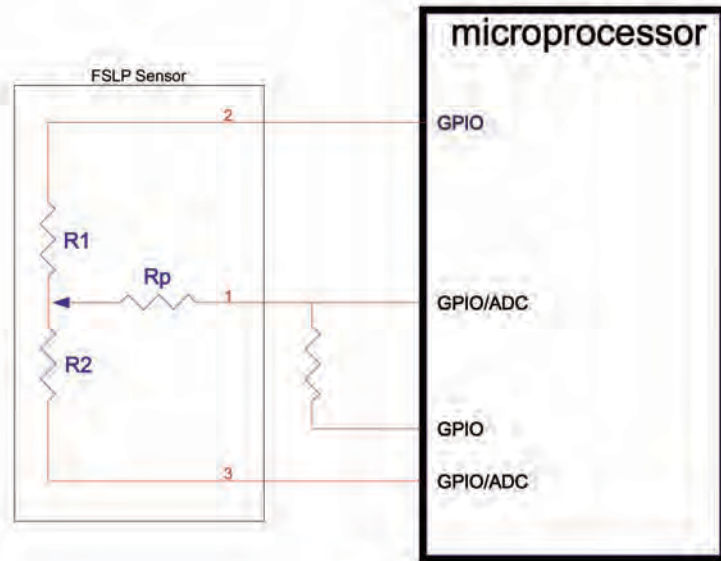 microprocessor
FSLP Sensor
2
GPIO
R1
Rp
1
GPIO/ADC
R2
GPIO
3
GPIO/ADC